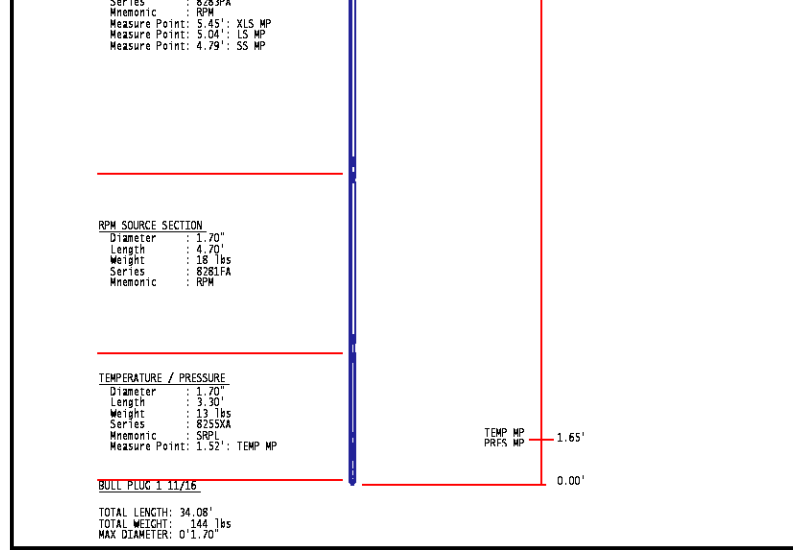 Series : 8283PA
Mnemonic : RPM
Measure Point: 5.45': XLS MP
Measure Point: 5.04': LS MP
Measure Point: 4.79': SS MP
RPM SOURCE SECTION
Diameter : 1.70"
Length : 4.70'
Weight : 18 lbs
Series : 8281FA
Mnemonic : RPM
TEMPERATURE / PRESSURE
Diameter : 1.70"
Length : 3.30'
Weight : 13 lbs
Series : 8255XA
Mnemonic : SRPL
Measure Point: 1.52': TEMP MP
TEMP MP
PRES MP
1.65'
BULL PLUG 1 11/16
0.00'
TOTAL LENGTH: 34.08'
TOTAL WEIGHT: 144 lbs
MAX DIAMETER: 0'1.70"